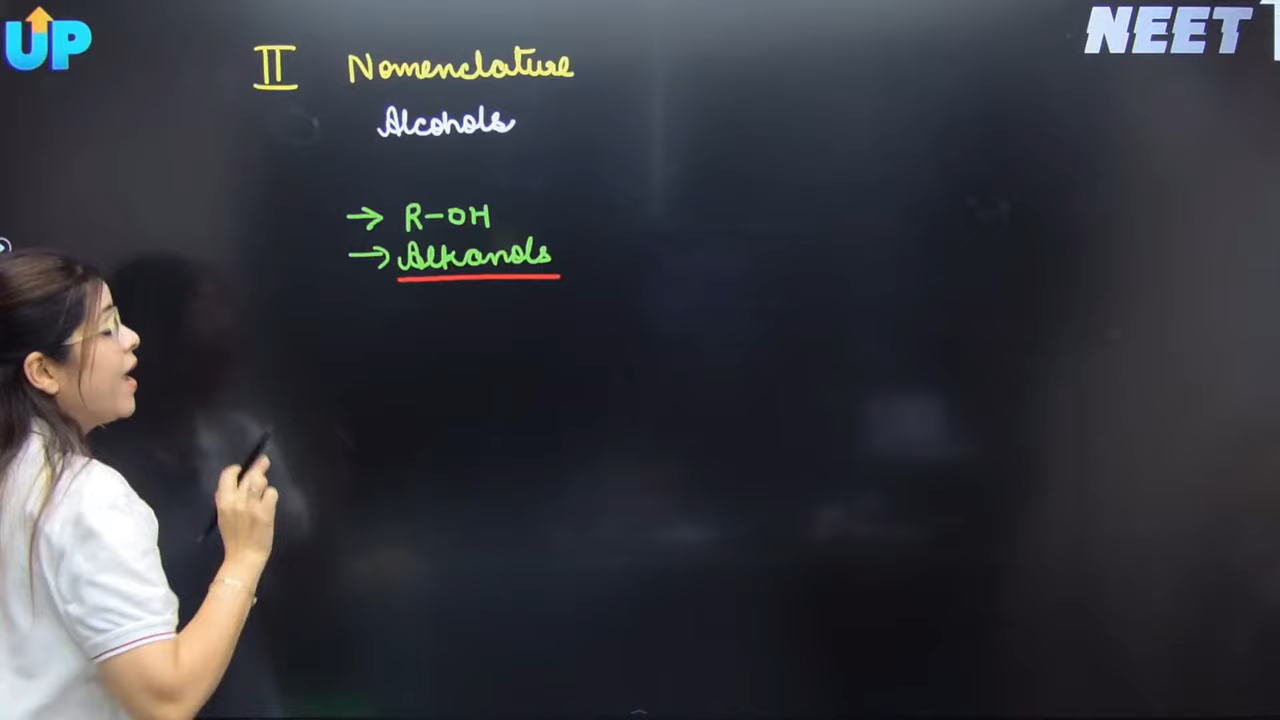 UP
NEET
II Nomenclature
Alcohols
→ R-OH
→ Alkanols